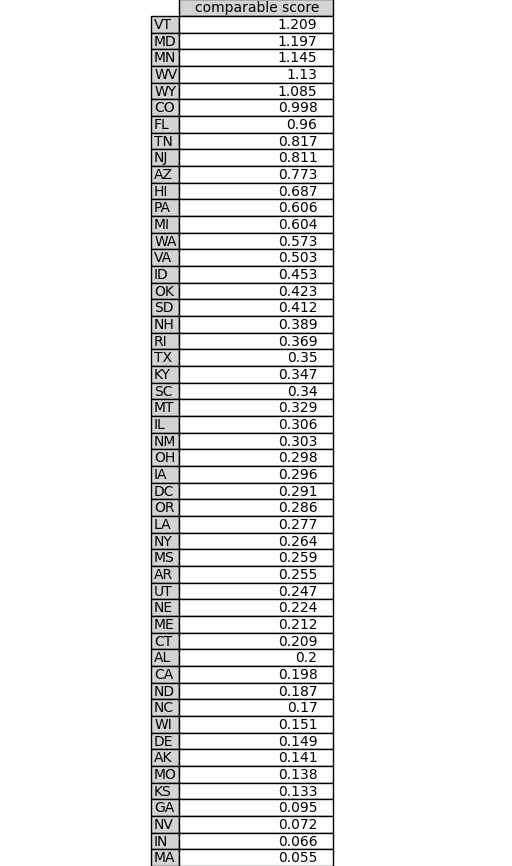 comparable score
VT 1.209
MD 1.197
MN 1.145
WV 1.13
WY 1.085
CO 0.998
FL 0.96
TN 0.817
NJ 0.811
AZ 0.773
HI 0.687
PA 0.606
MI 0.604
WA 0.573
VA 0.503
ID 0.453
OK 0.423
SD 0.412
NH 0.389
RI 0.369
TX 0.35
KY 0.347
SC 0.34
MT 0.329
IL 0.306
NM 0.303
OH 0.298
IA 0.296
DC 0.291
OR 0.286
LA 0.277
NY 0.264
MS 0.259
AR 0.255
UT 0.247
NE 0.224
ME 0.212
CT 0.209
AL 0.2
CA 0.198
ND 0.187
NC 0.17
WI 0.151
DE 0.149
AK 0.141
MO 0.138
KS 0.133
GA 0.095
NV 0.072
IN 0.066
MA 0.055